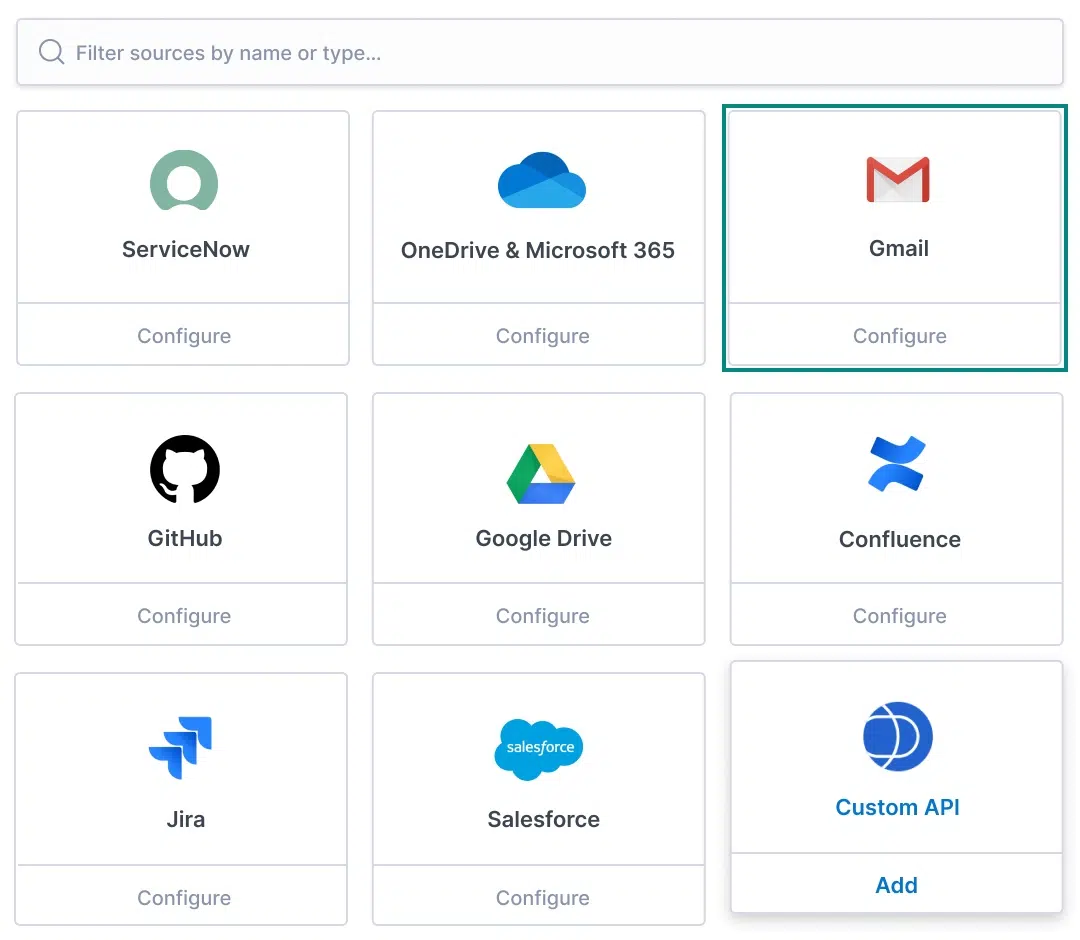 Filter sources by name or type...
ServiceNow
OneDrive & Microsoft 365
Gmail
Configure
Configure
Configure
GitHub
Google Drive
Confluence
Configure
Configure
Configure
salesforce
Jira
Salesforce
Custom API
Configure
Configure
Add